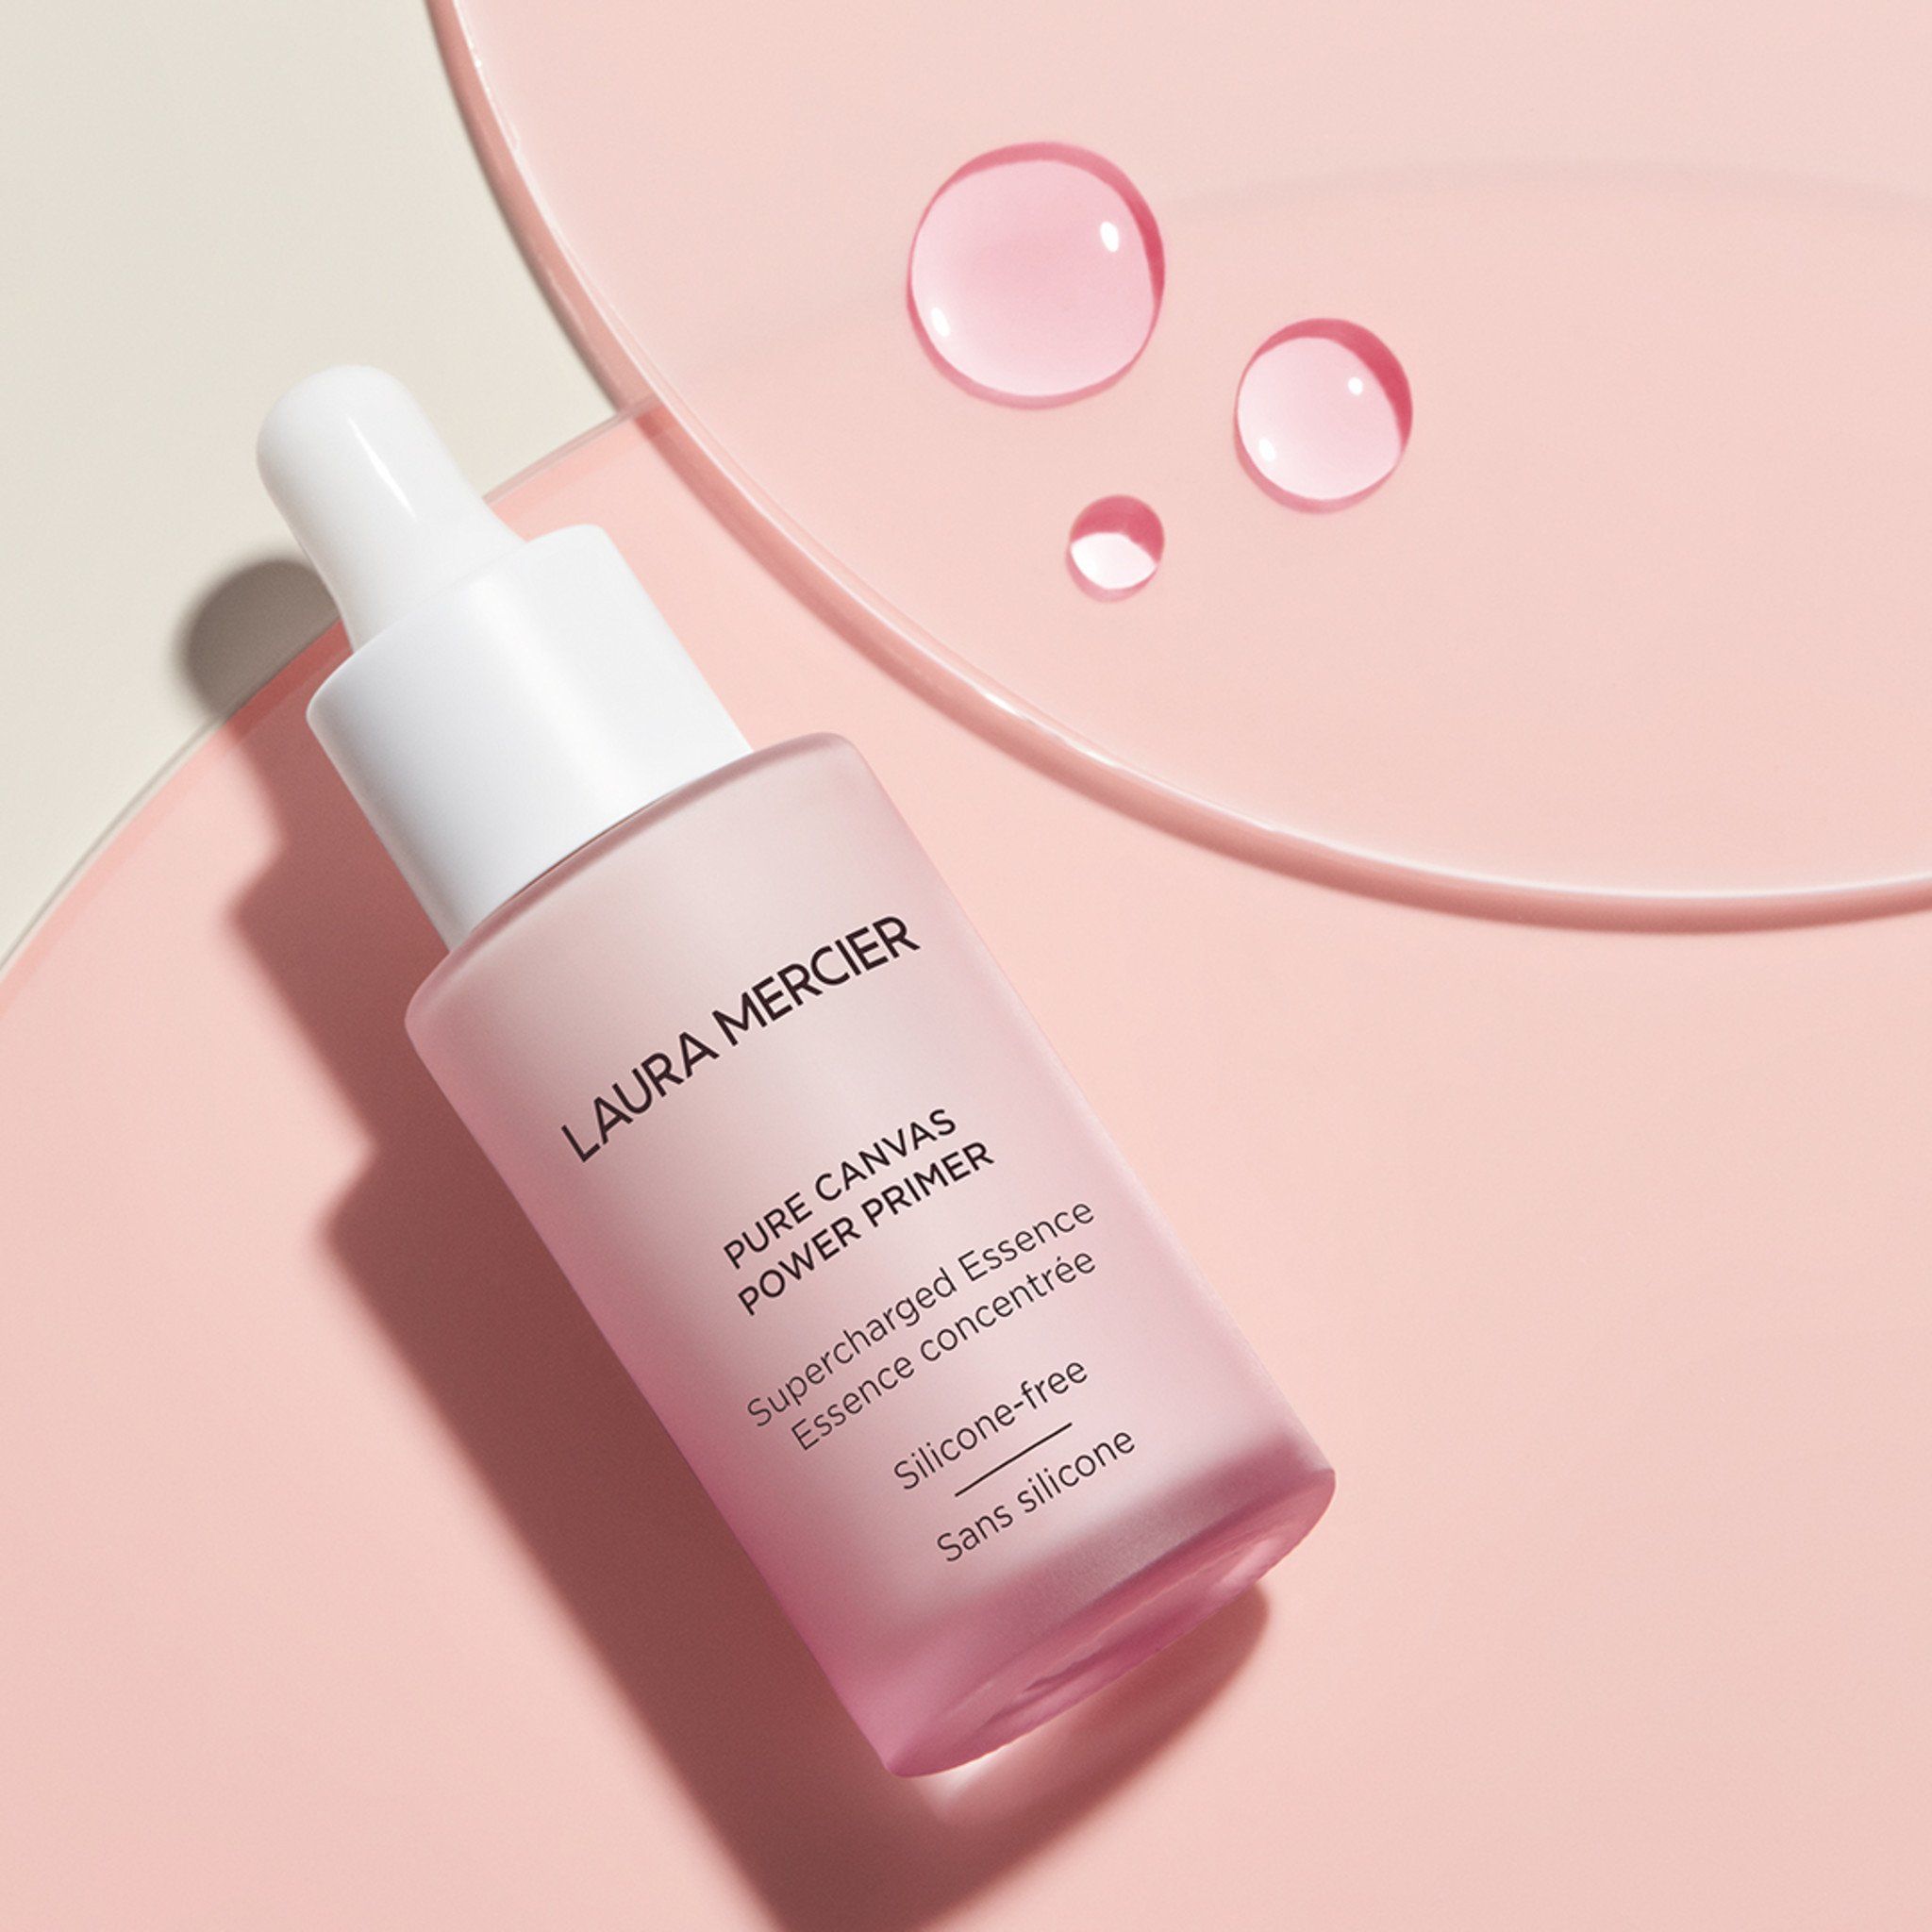 LAURA MERCIER
PURE CANVAS
POWER PRIMER
Supercharged Essence
Essence concentrée
Silicone-free
Sans silicone